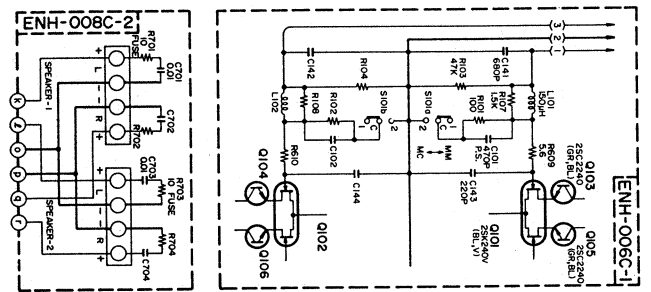 ENH-008C-2
R701
10
FUSE
C701
0.01
SPEAKER-1
+
L
-
-
R
+
C702
R702
k
l
o
p
q
r
C703
0.01
R703
10
FUSE
SPEAKER-2
+
L
-
-
R
+
R704
C704
3
2
1
C142
R104
R103
47K
C141
680P
L102
R108
R102
C102
S101b
C
1
2
S101a
2
C
1
R101
100
R107
1.5K
L101
150μH
C101
470P
P.S.
MM
MC
R610
R609
5.6
C144
C143
220P
Q104
Q102
Q106
Q101
2SK240V
(BL,V)
Q103
2SC2240
(GR,BL)
Q105
2SC2240
(GR,BL)
ENH-006C-1